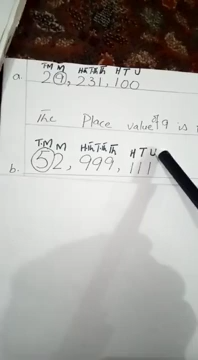 TM M HTh TTh Th H T U
a. 29,231,100
The Place value of 9 is
TM M HTh TTh Th H T U
b. 52,999,111